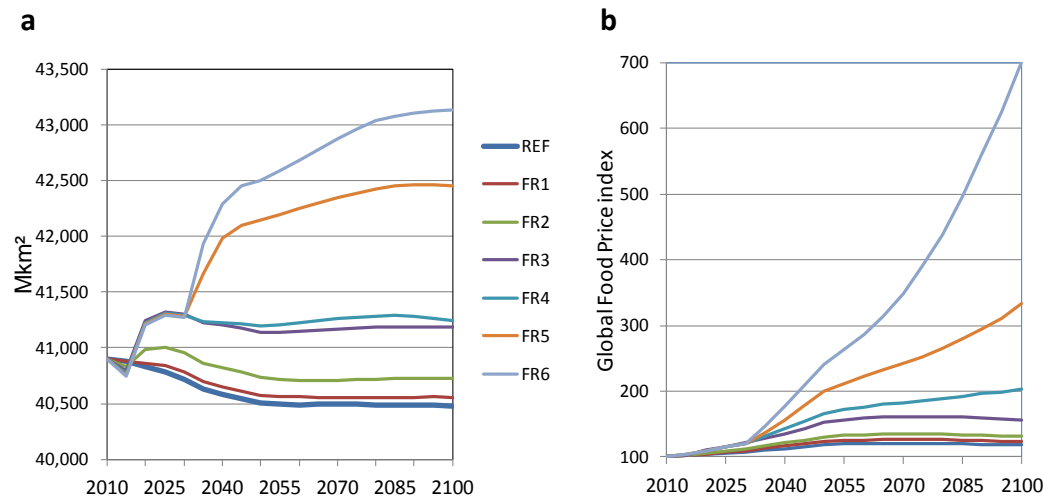 a
43,500
43,000
42,500
42,000
41,500
41,000
40,500
40,000
Mkm²
2010 2025 2040 2055 2070 2085 2100
REF
FR1
FR2
FR3
FR4
FR5
FR6
b
700
600
500
400
300
200
100
Global Food Price index
2010 2025 2040 2055 2070 2085 2100